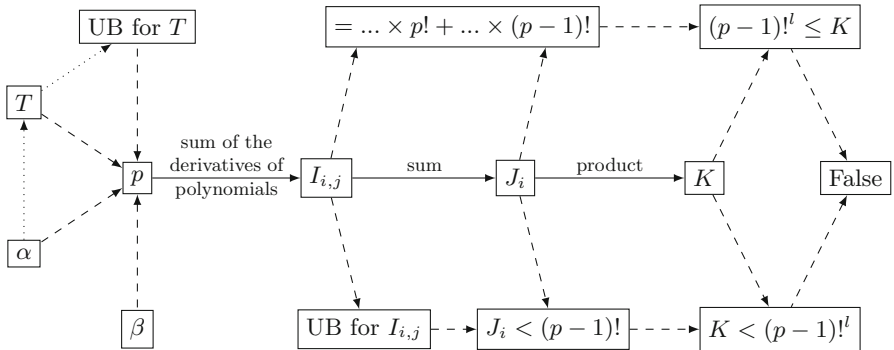 UB for T
= ... × p! + ... × (p − 1)!
(p − 1)!^l ≤ K
T
sum of the
derivatives of
polynomials
p
I_{i,j}
sum
J_i
product
K
False
α
β
UB for I_{i,j}
J_i < (p − 1)!
K < (p − 1)!^l